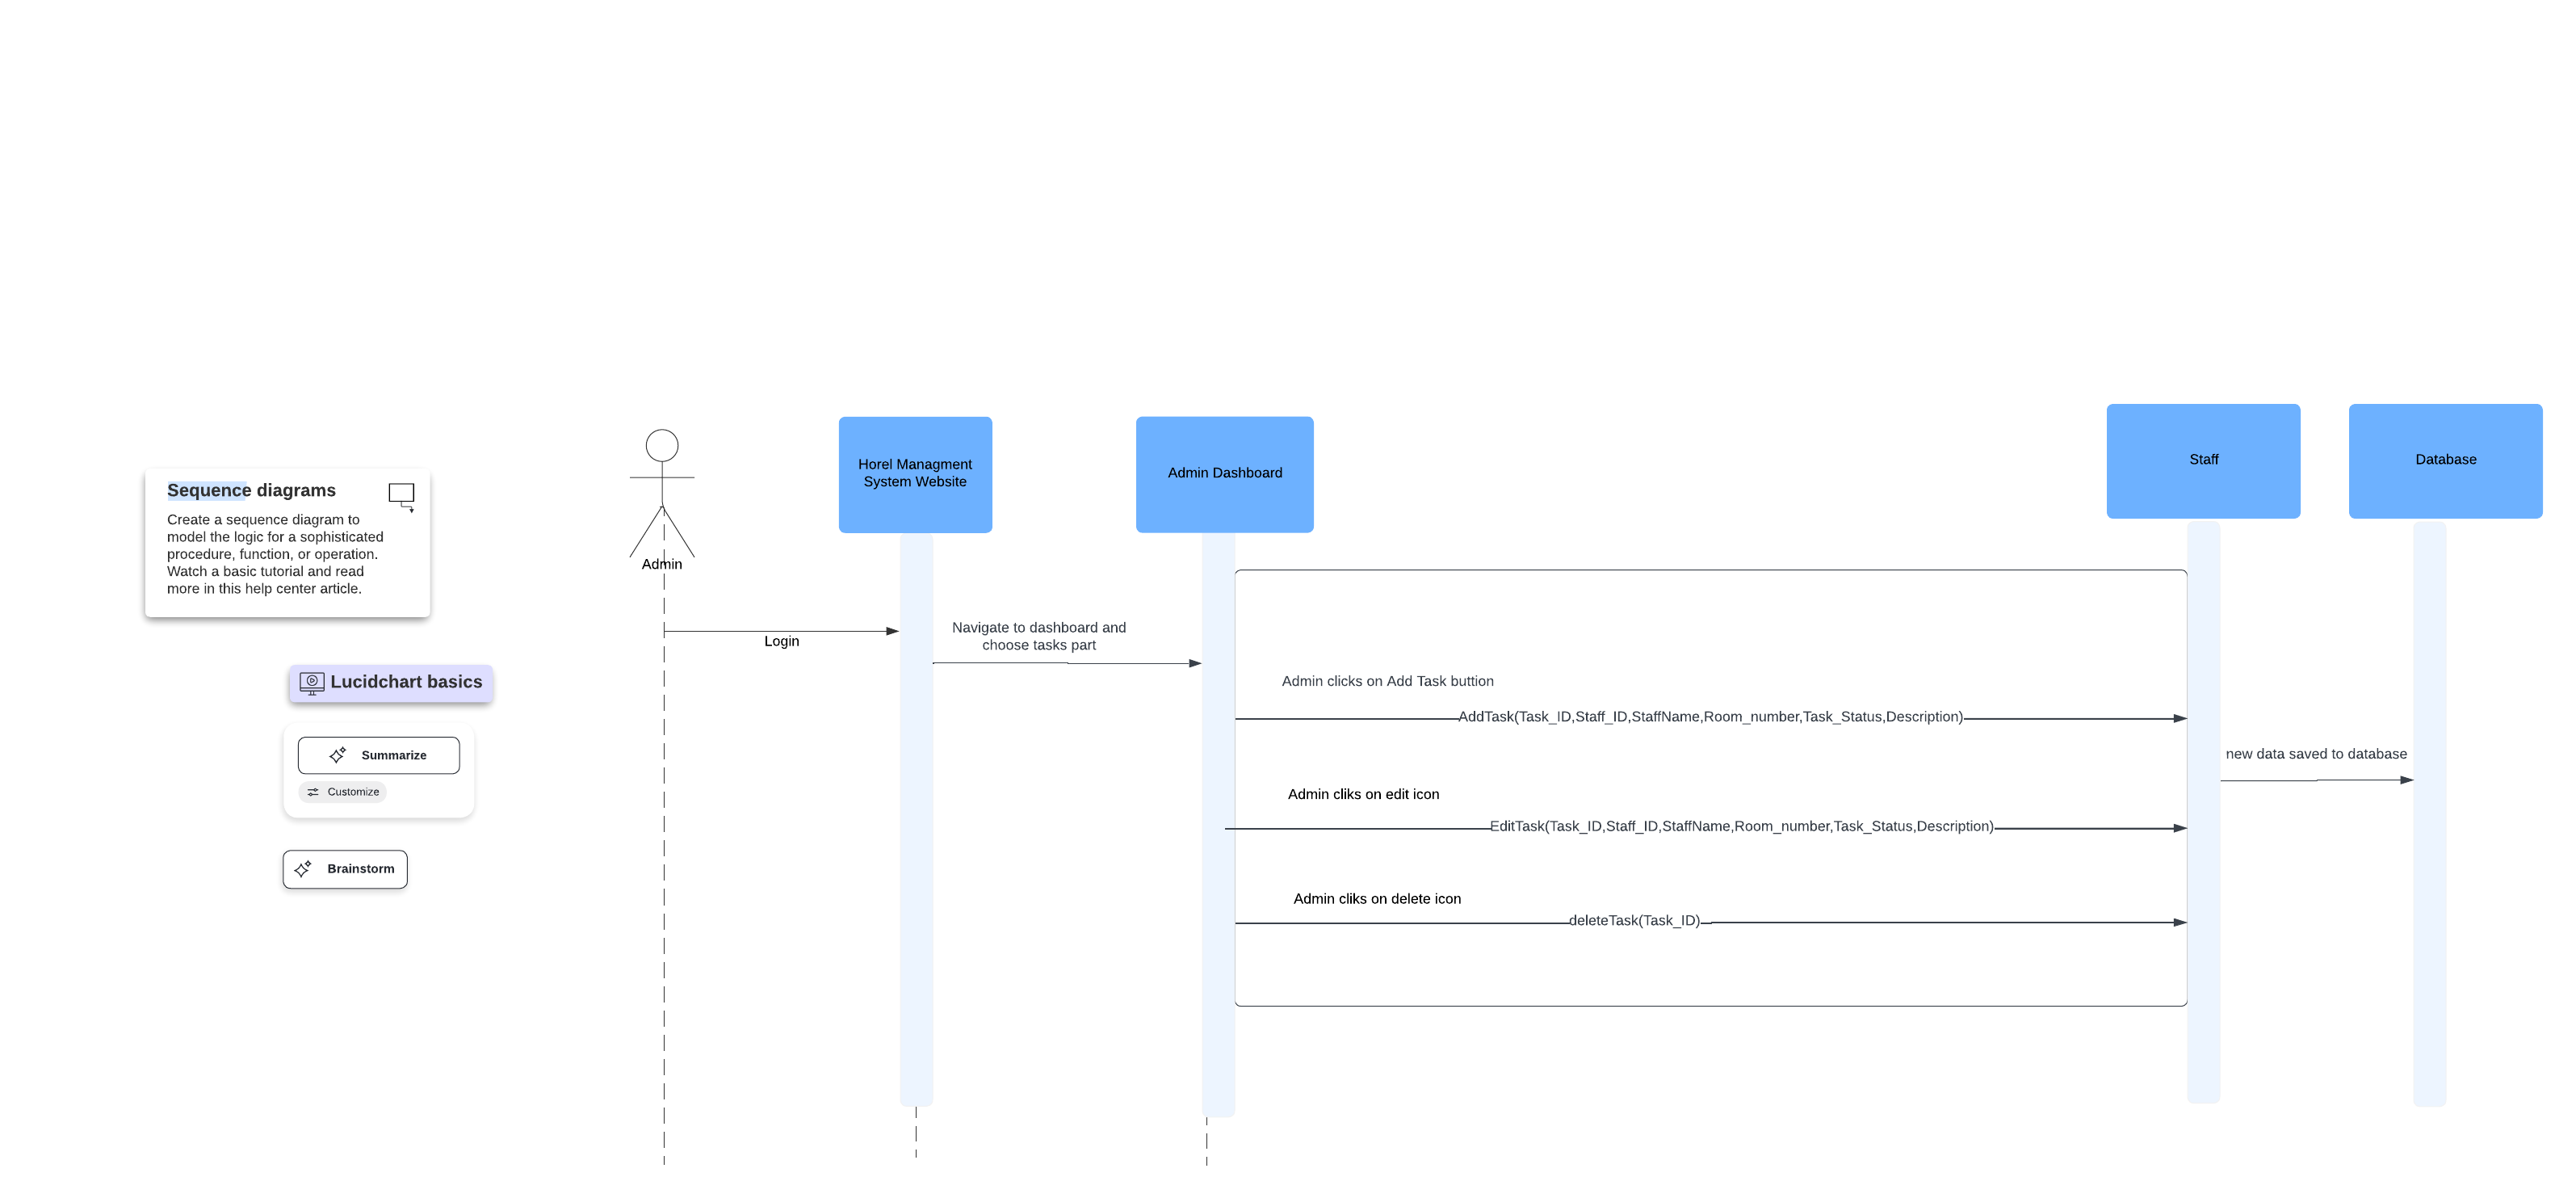 Sequence diagrams
Create a sequence diagram to
model the logic for a sophisticated
procedure, function, or operation.
Watch a basic tutorial and read
more in this help center article.
Lucidchart basics
Summarize
Customize
Brainstorm
Admin
Horel Managment
System Website
Admin Dashboard
Staff
Database
Login
Navigate to dashboard and
choose tasks part
Admin clicks on Add Task buttion
AddTask(Task_ID,Staff_ID,StaffName,Room_number,Task_Status,Description)
new data saved to database
Admin cliks on edit icon
EditTask(Task_ID,Staff_ID,StaffName,Room_number,Task_Status,Description)
Admin cliks on delete icon
deleteTask(Task_ID)